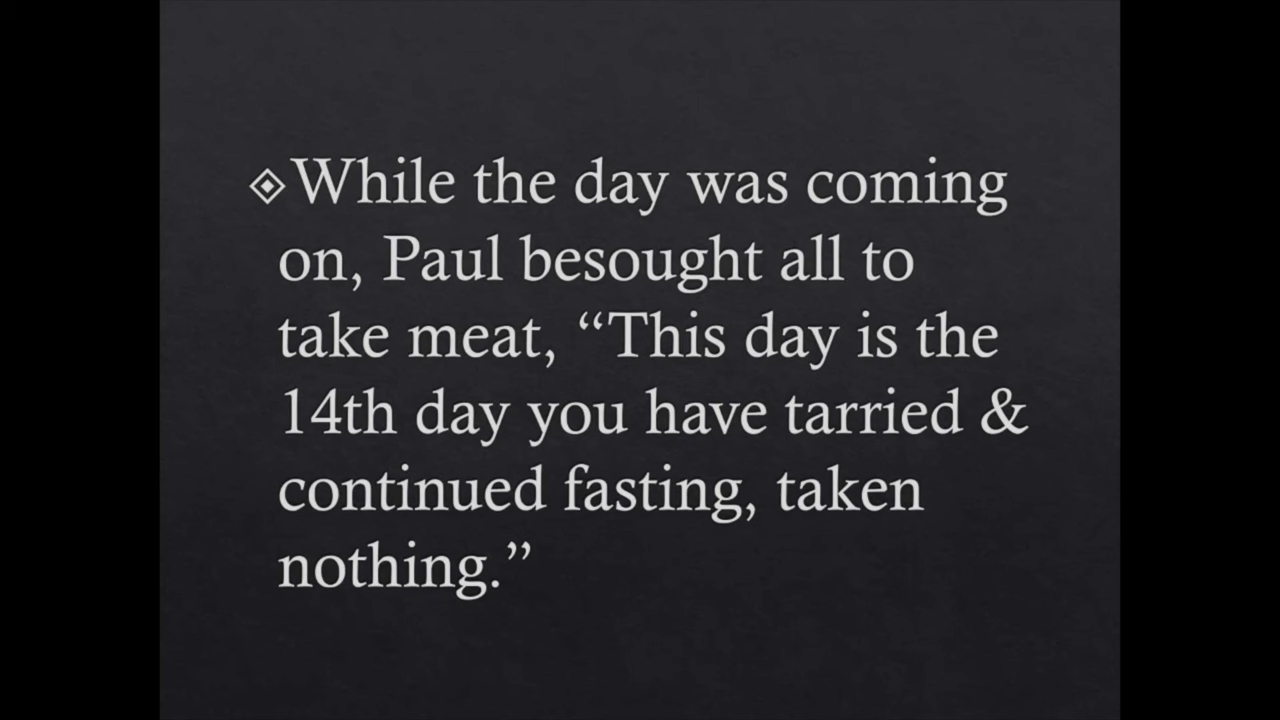 While the day was coming
on, Paul besought all to
take meat, “This day is the
14th day you have tarried &
continued fasting, taken
nothing.”